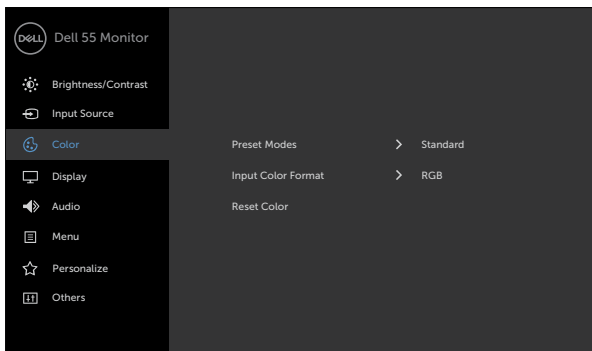 DELL Dell 55 Monitor
Brightness/Contrast
Input Source
Color
Preset Modes > Standard
Display
Input Color Format > RGB
Audio
Reset Color
Menu
Personalize
Others